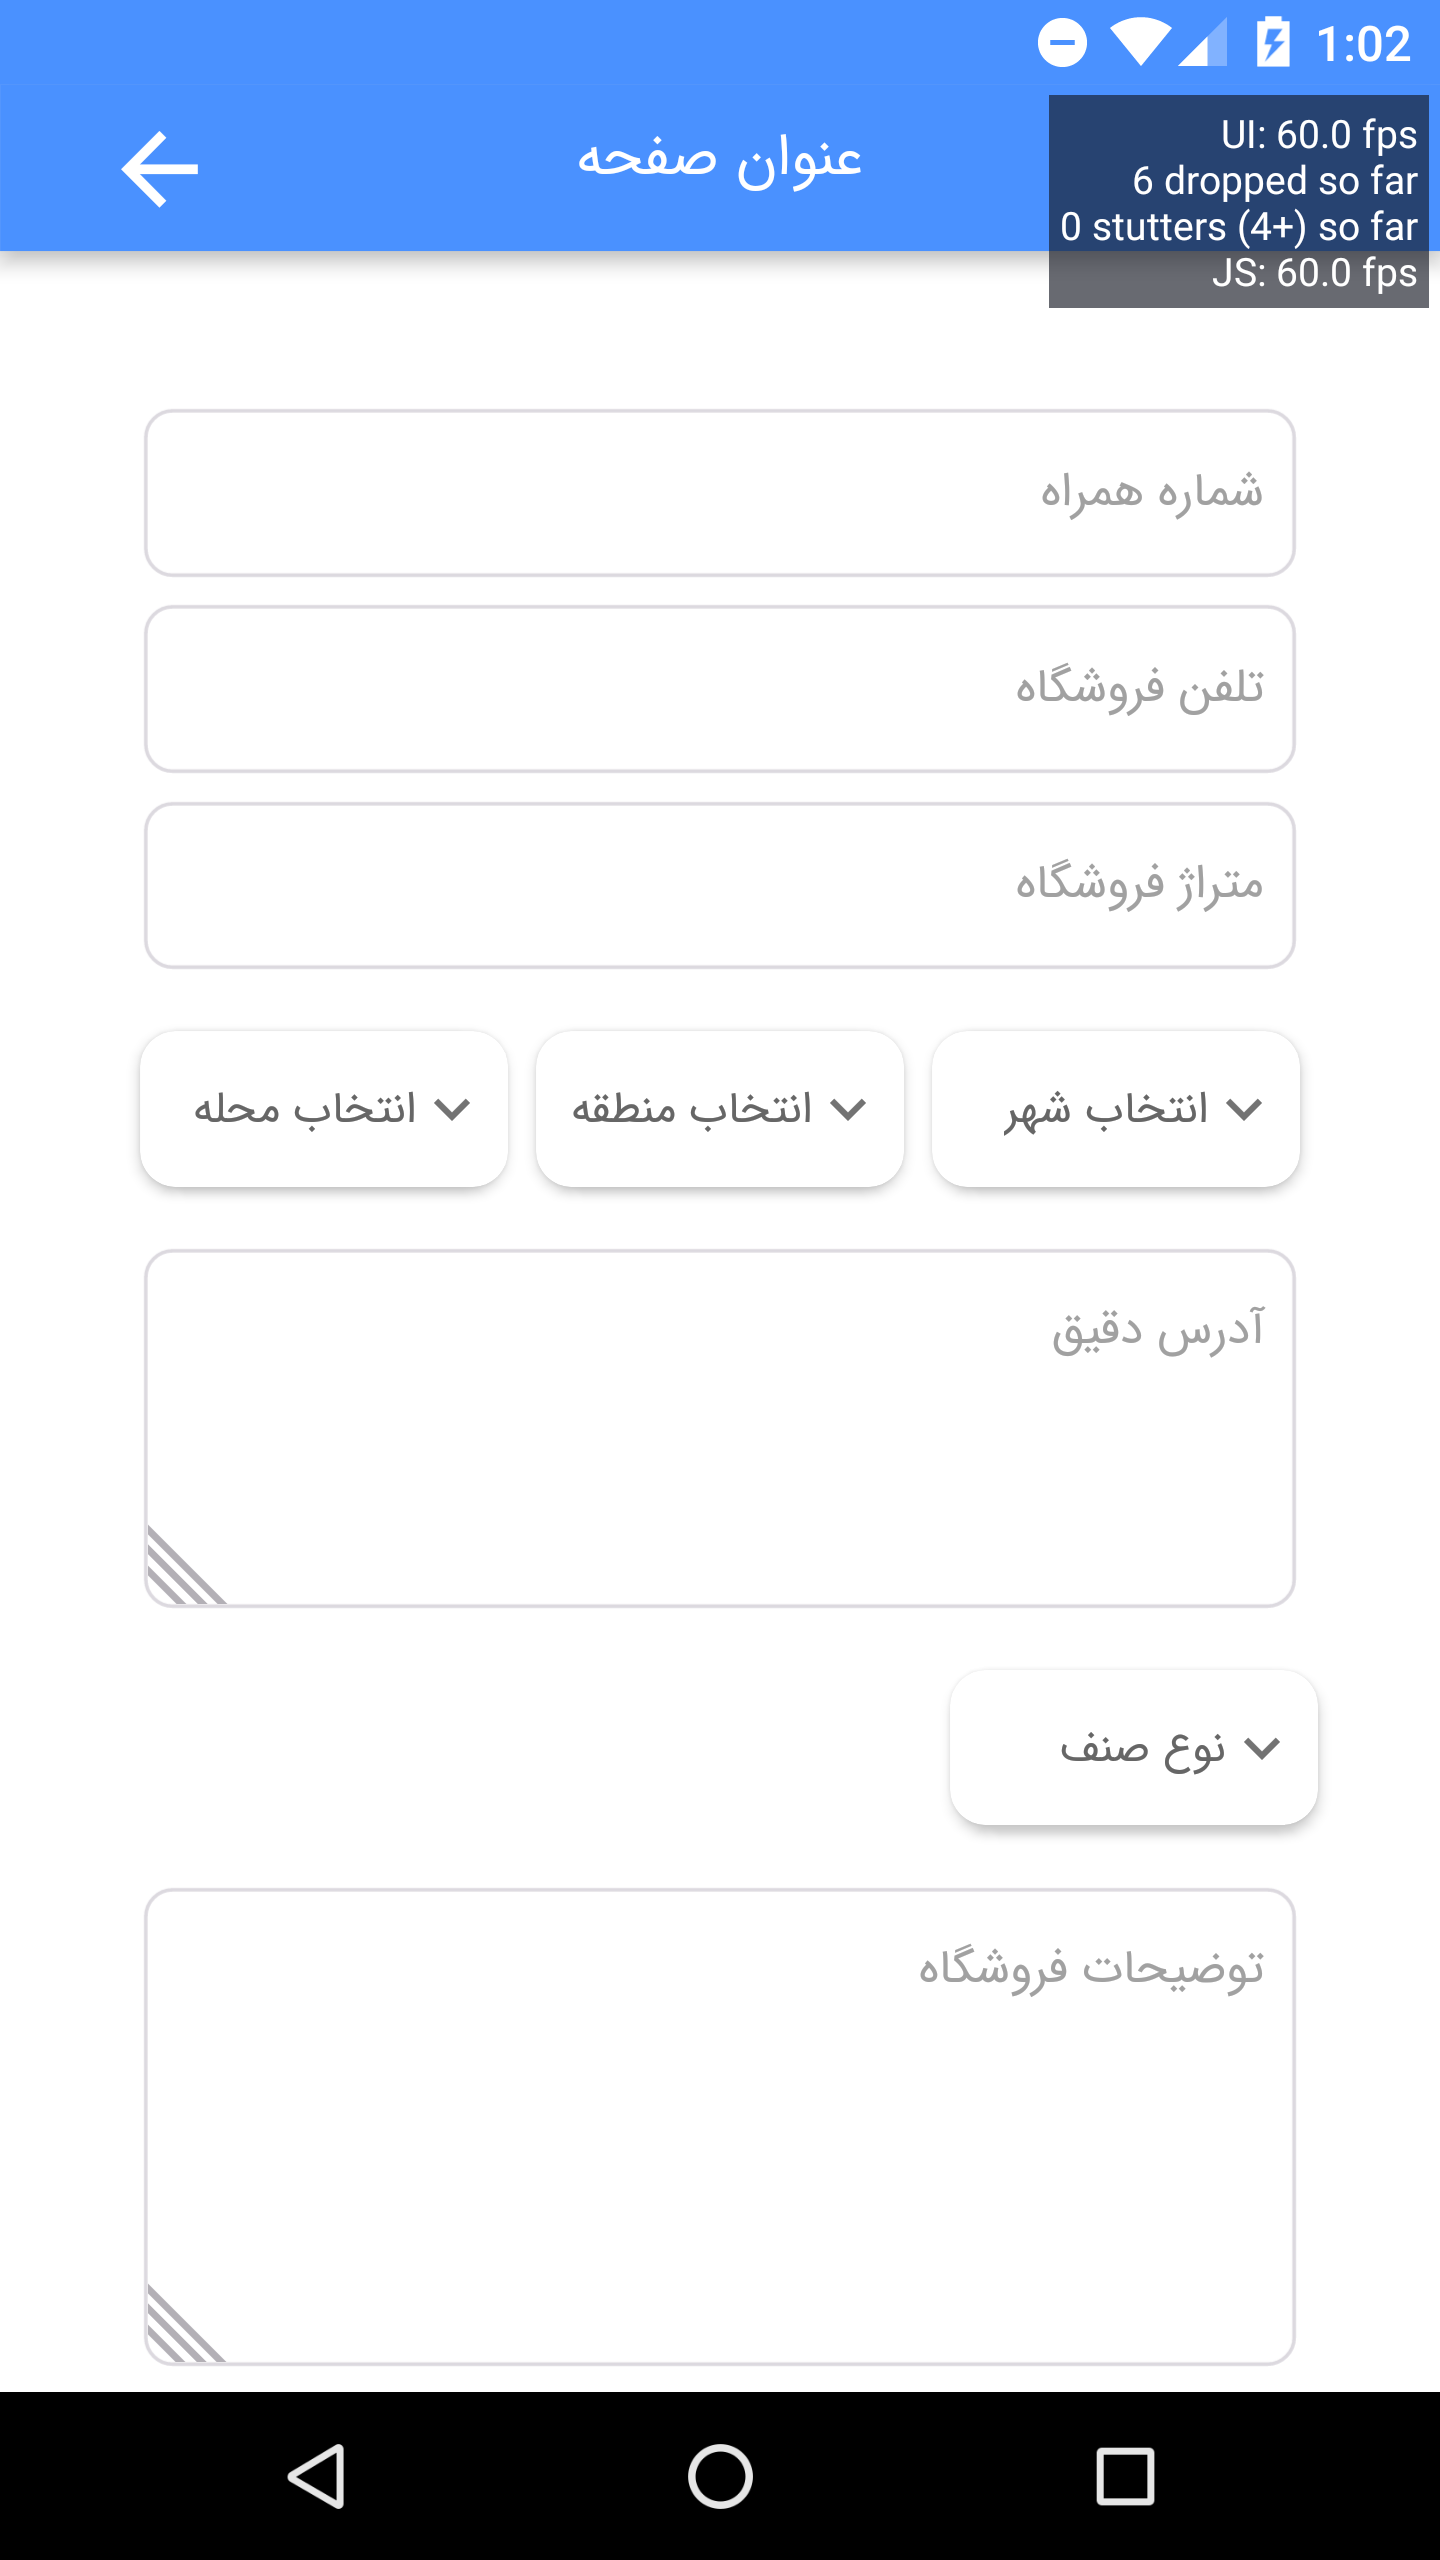 1:02
عنوان صفحه
UI: 60.0 fps
6 dropped so far
0 stutters (4+) so far
JS: 60.0 fps
شماره همراه
تلفن فروشگاه
متراژ فروشگاه
انتخاب شهر
انتخاب منطقه
انتخاب محله
آدرس دقیق
نوع صنف
توضیحات فروشگاه